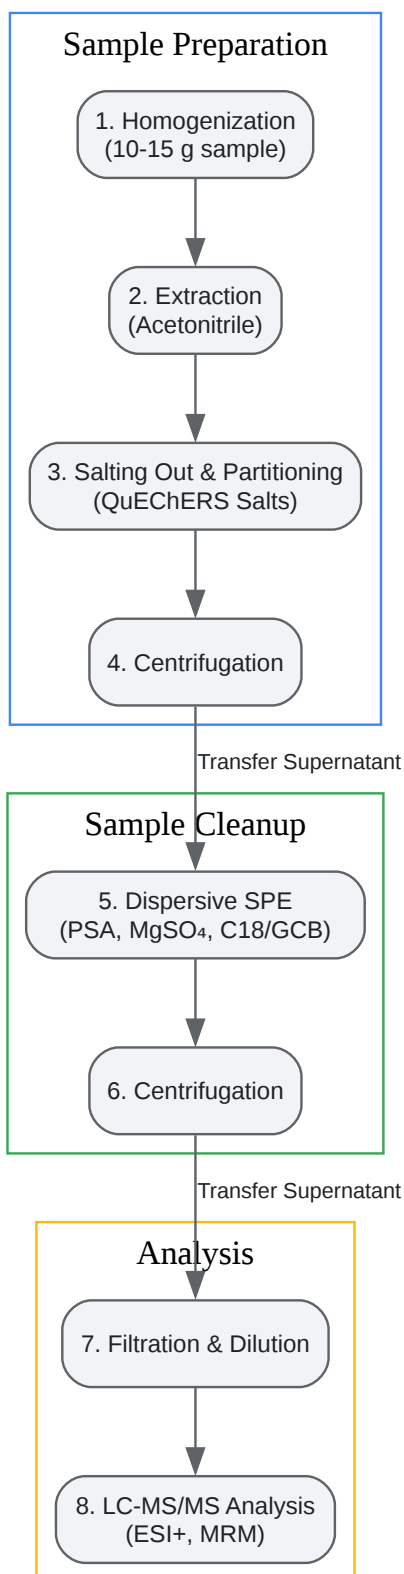 Sample Preparation
1. Homogenization
(10-15 g sample)
2. Extraction
(Acetonitrile)
3. Salting Out & Partitioning
(QuEChERS Salts)
4. Centrifugation
Transfer Supernatant
Sample Cleanup
5. Dispersive SPE
(PSA, MgSO₄, C18/GCB)
6. Centrifugation
Transfer Supernatant
Analysis
7. Filtration & Dilution
8. LC-MS/MS Analysis
(ESI+, MRM)